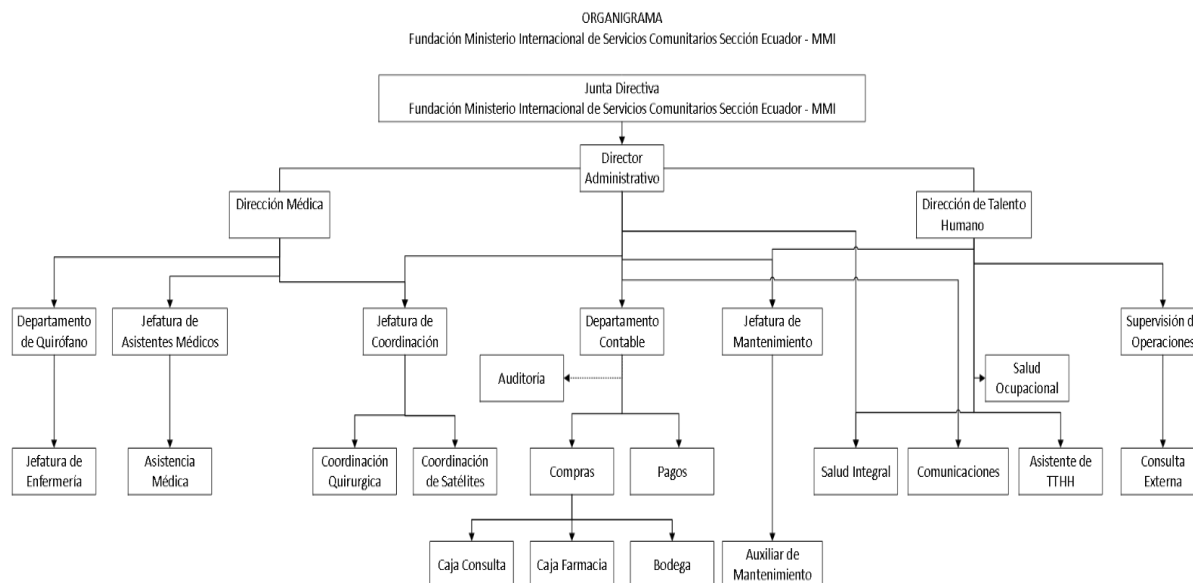 ORGANIGRAMA
Fundación Ministerio Internacional de Servicios Comunitarios Sección Ecuador - MMI
Junta Directiva
Fundación Ministerio Internacional de Servicios Comunitarios Sección Ecuador - MMI
Director
Administrativo
Dirección Médica
Dirección de Talento
Humano
Departamento
de Quirófano
Jefatura de
Asistentes Médicos
Jefatura de
Coordinación
Departamento
Contable
Jefatura de
Mantenimiento
Supervisión d
Operaciones
Auditoria
Salud
Ocupacional
Jefatura de
Enfermería
Asistencia
Médica
Coordinación
Quirurgica
Coordinación
de Satélites
Compras
Pagos
Salud Integral
Comunicaciones
Asistente de
TTHH
Consulta
Externa
Caja Consulta
Caja Farmacia
Bodega
Auxiliar de
Mantenimiento